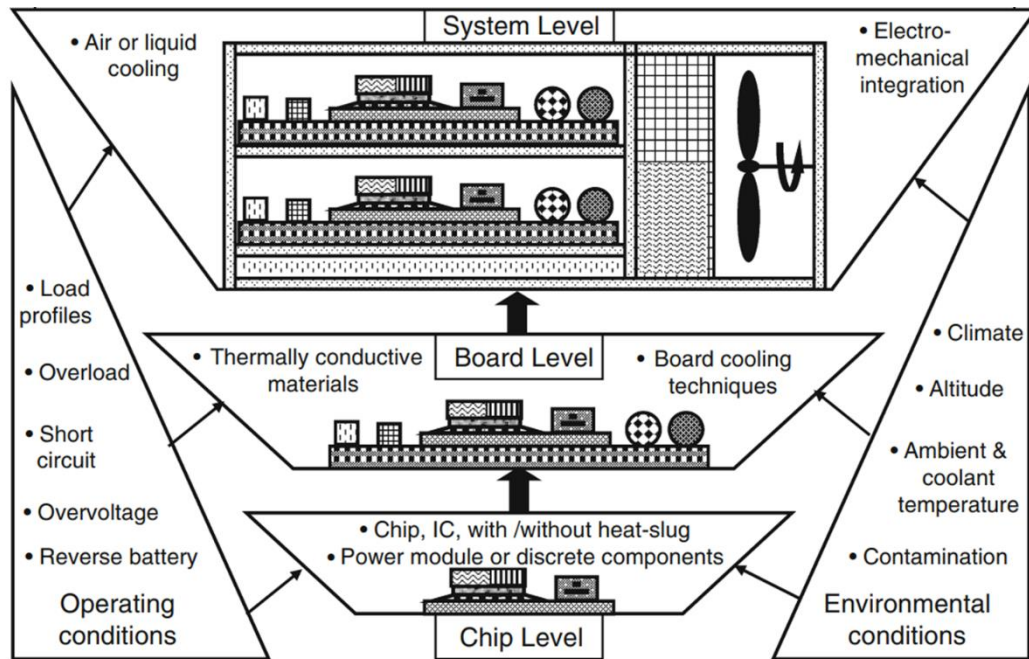 System Level
• Air or liquid
cooling
• Electro-
mechanical
integration
• Load
profiles
• Overload
• Short
circuit
• Overvoltage
• Reverse battery
Operating
conditions
Board Level
• Thermally conductive
materials
• Board cooling
techniques
• Chip, IC, with /without heat-slug
• Power module or discrete components
Chip Level
• Climate
• Altitude
• Ambient &
coolant
temperature
• Contamination
Environmental
conditions